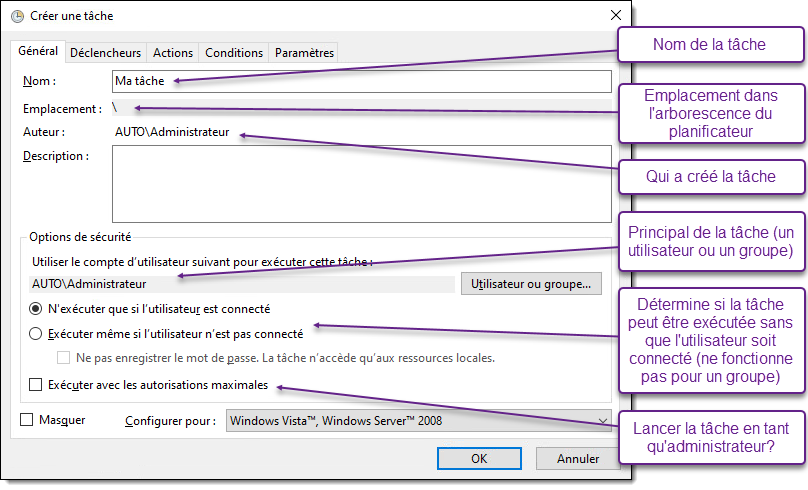 Créer une tâche
Général Déclencheurs Actions Conditions Paramètres
Nom : Ma tâche
Nom de la tâche
Emplacement : \
Emplacement dans
l'arborescence du
planificateur
Auteur : AUTO\Administrateur
Qui a créé la tâche
Description :
Options de sécurité
Utiliser le compte d'utilisateur suivant pour exécuter cette tâche :
Principal de la tâche (un
utilisateur ou un groupe)
AUTO\Administrateur Utilisateur ou groupe...
N'exécuter que si l'utilisateur est connecté
Exécuter même si l'utilisateur n'est pas connecté
Ne pas enregistrer le mot de passe. La tâche n'accède qu'aux ressources locales.
Détermine si la tâche
peut être exécutée sans
que l'utilisateur soit
connecté (ne fonctionne
pas pour un groupe)
Exécuter avec les autorisations maximales
Masquer Configurer pour : Windows Vista™, Windows Server™ 2008
Lancer la tâche en tant
qu'administrateur?
OK Annuler